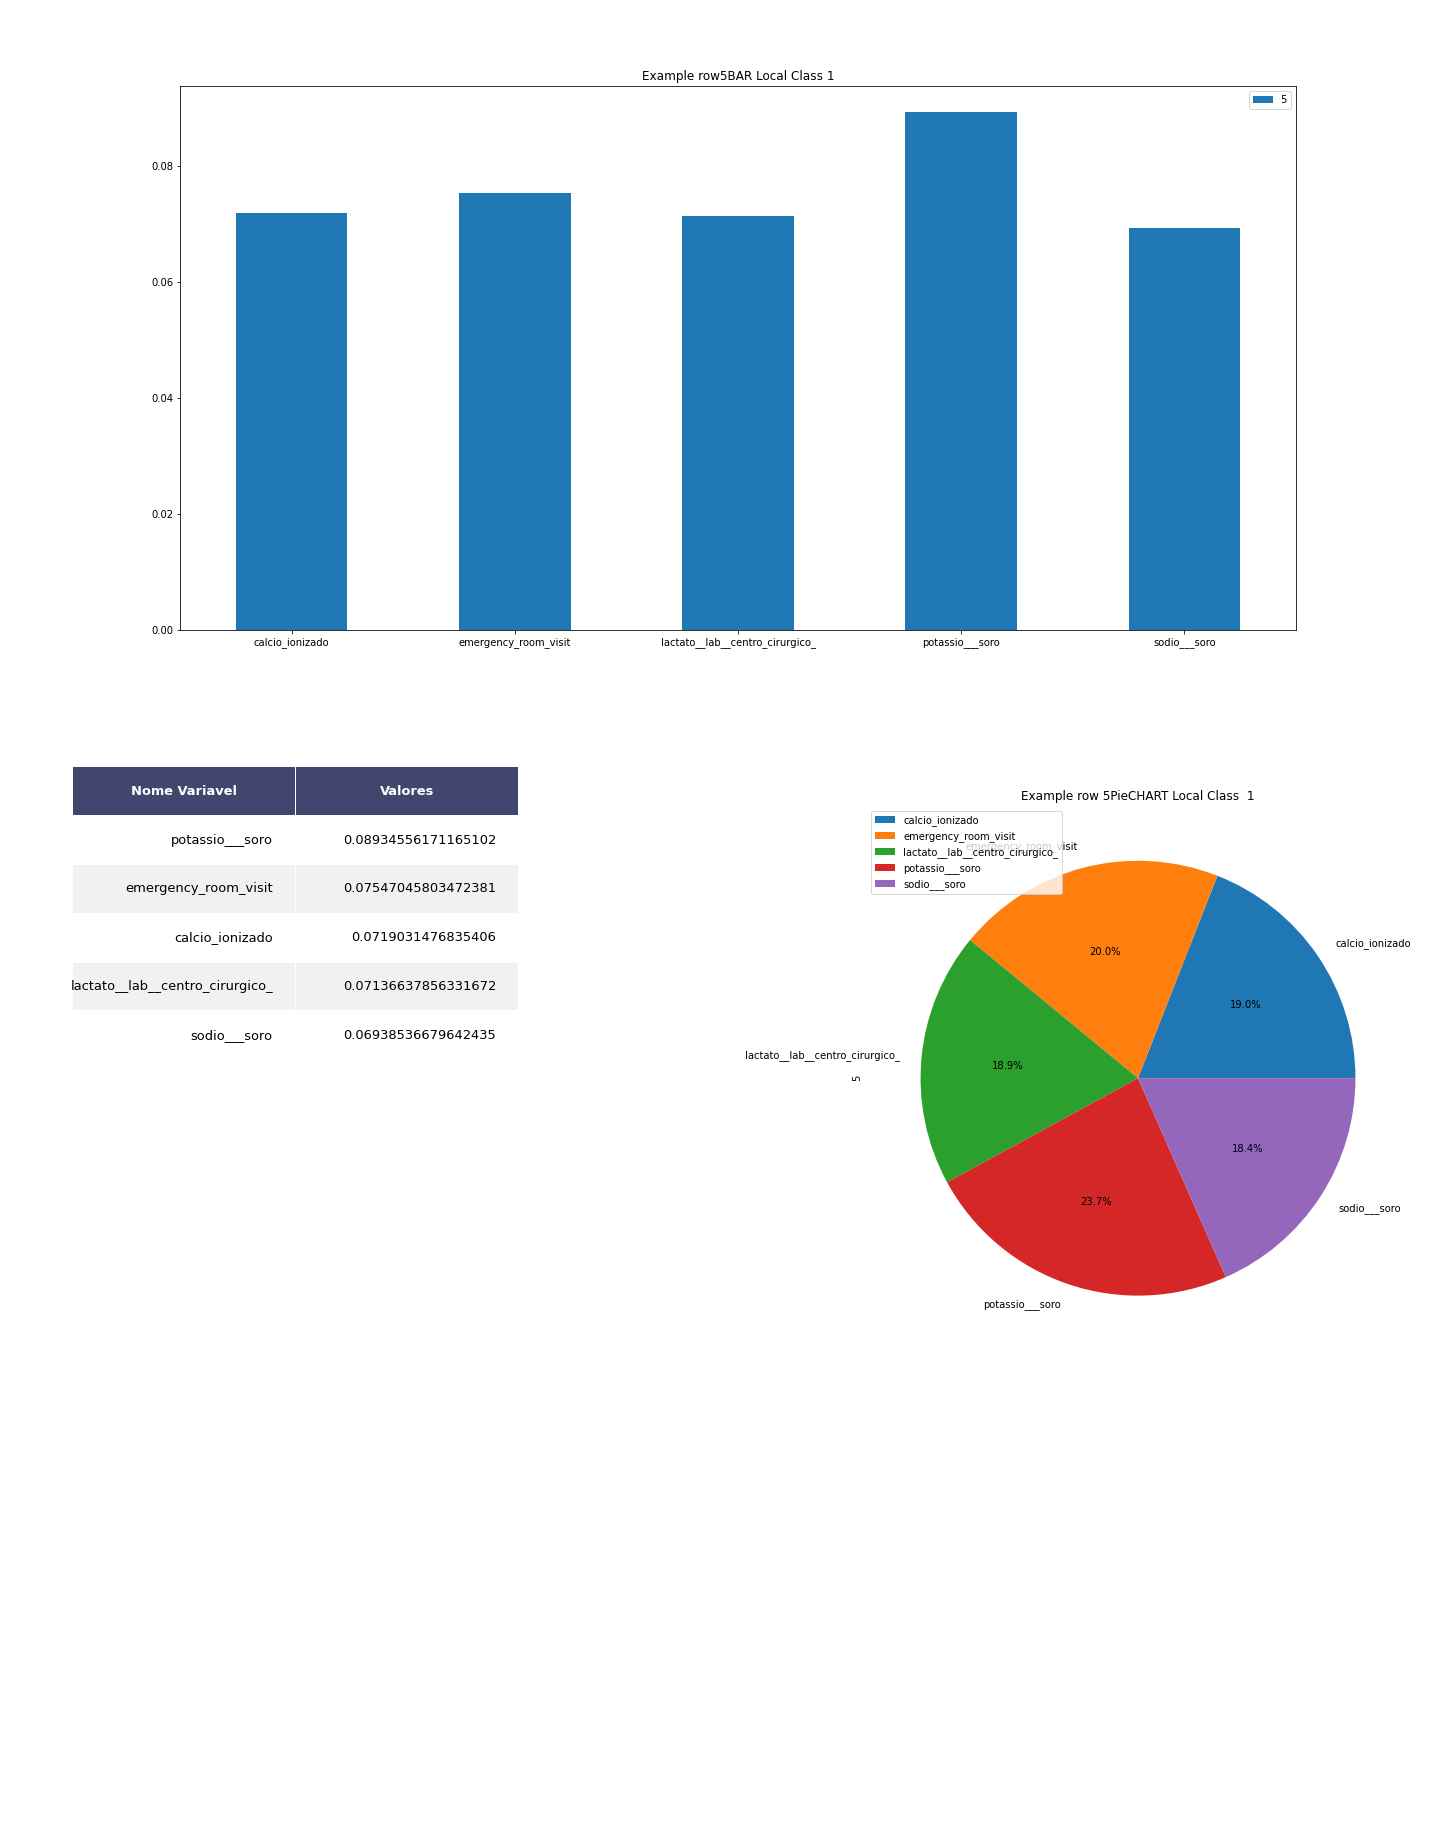 Example row5BAR Local Class 1
5
0.08
0.06
0.04
0.02
0.00
calcio_ionizado
emergency_room_visit
lactato__lab__centro_cirurgico_
potassio___soro
sodio___soro
Nome Variavel Valores
potassio___soro 0.08934556171165102
emergency_room_visit 0.07547045803472381
calcio_ionizado 0.0719031476835406
lactato__lab__centro_cirurgico_ 0.07136637856331672
sodio___soro 0.06938536679642435
Example row 5PieCHART Local Class  1
calcio_ionizado
emergency_room_visit
lactato__lab__centro_cirurgico_
potassio___soro
sodio___soro
emergency_room_visit
calcio_ionizado
20.0%
19.0%
lactato__lab__centro_cirurgico_
18.9%
5
18.4%
23.7%
sodio___soro
potassio___soro